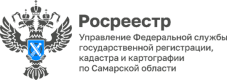 Росреестр
Управление Федеральной службы
государственной регистрации,
кадастра и картографии
по Самарской области